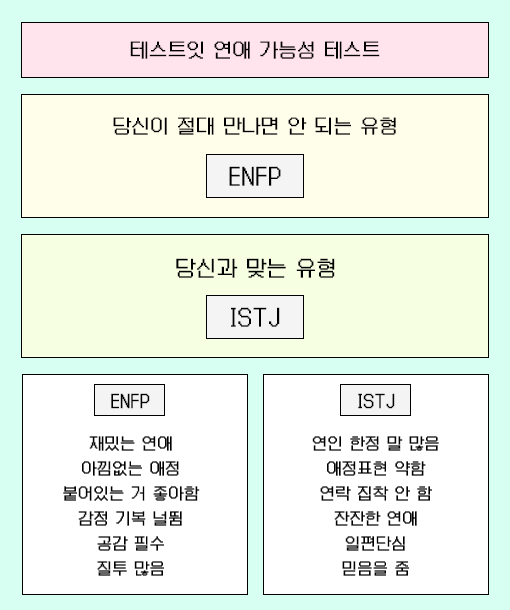 테스트잇 연애 가능성 테스트
당신이 절대 만나면 안 되는 유형
ENFP
당신과 맞는 유형
ISTJ
ENFP
재밌는 연애
아낌없는 애정
붙어있는 거 좋아함
감정 기복 널뜀
공감 필수
질투 많음
ISTJ
연인 한정 말 많음
애정표현 약함
연락 집착 안 함
잔잔한 연애
일편단심
믿음을 줌